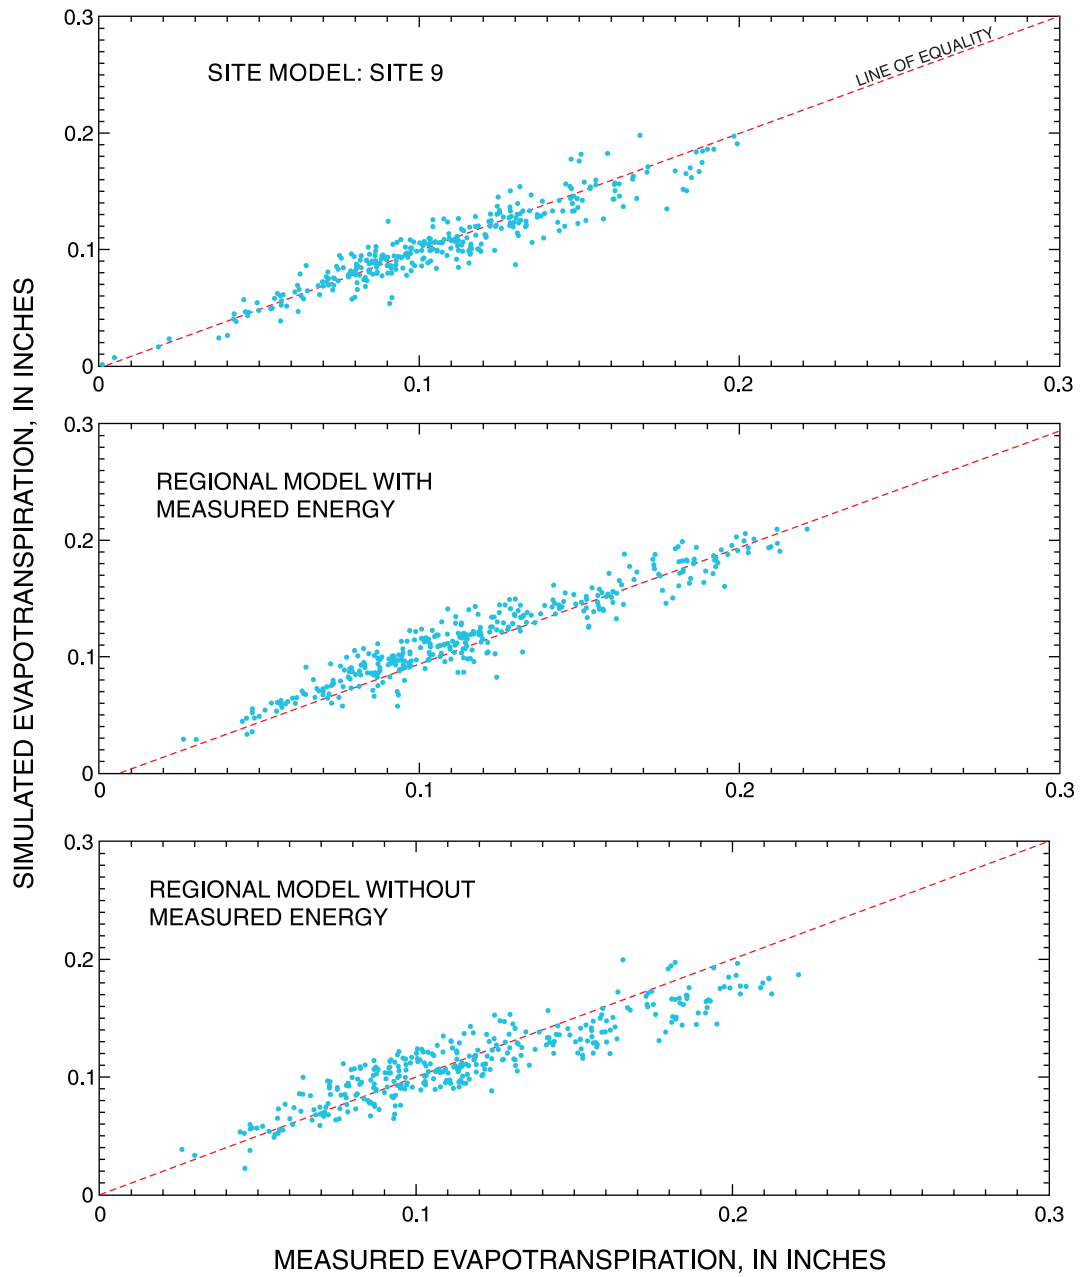 0.3
SITE MODEL: SITE 9
LINE OF EQUALITY
0.2
0.1
0
0 0.1 0.2 0.3
SIMULATED EVAPOTRANSPIRATION, IN INCHES
0.3
REGIONAL MODEL WITH
MEASURED ENERGY
0.2
0.1
0
0 0.1 0.2 0.3
0.3
REGIONAL MODEL WITHOUT
MEASURED ENERGY
0.2
0.1
0
0 0.1 0.2 0.3
MEASURED EVAPOTRANSPIRATION, IN INCHES